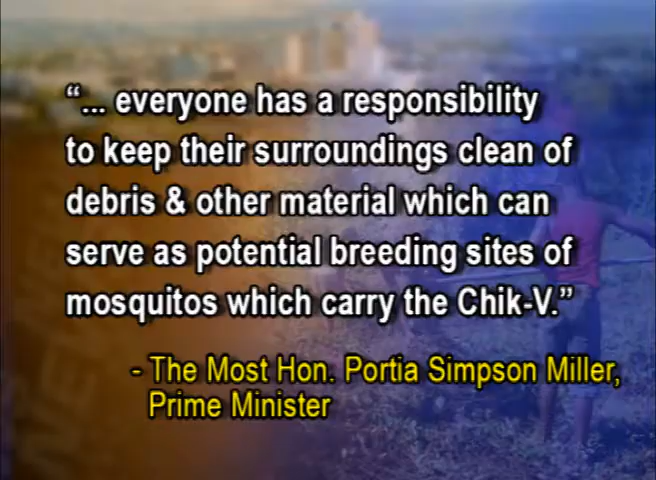 “... everyone has a responsibility
to keep their surroundings clean of
debris & other material which can
serve as potential breeding sites of
mosquitos which carry the Chik-V.”
- The Most Hon. Portia Simpson Miller,
Prime Minister